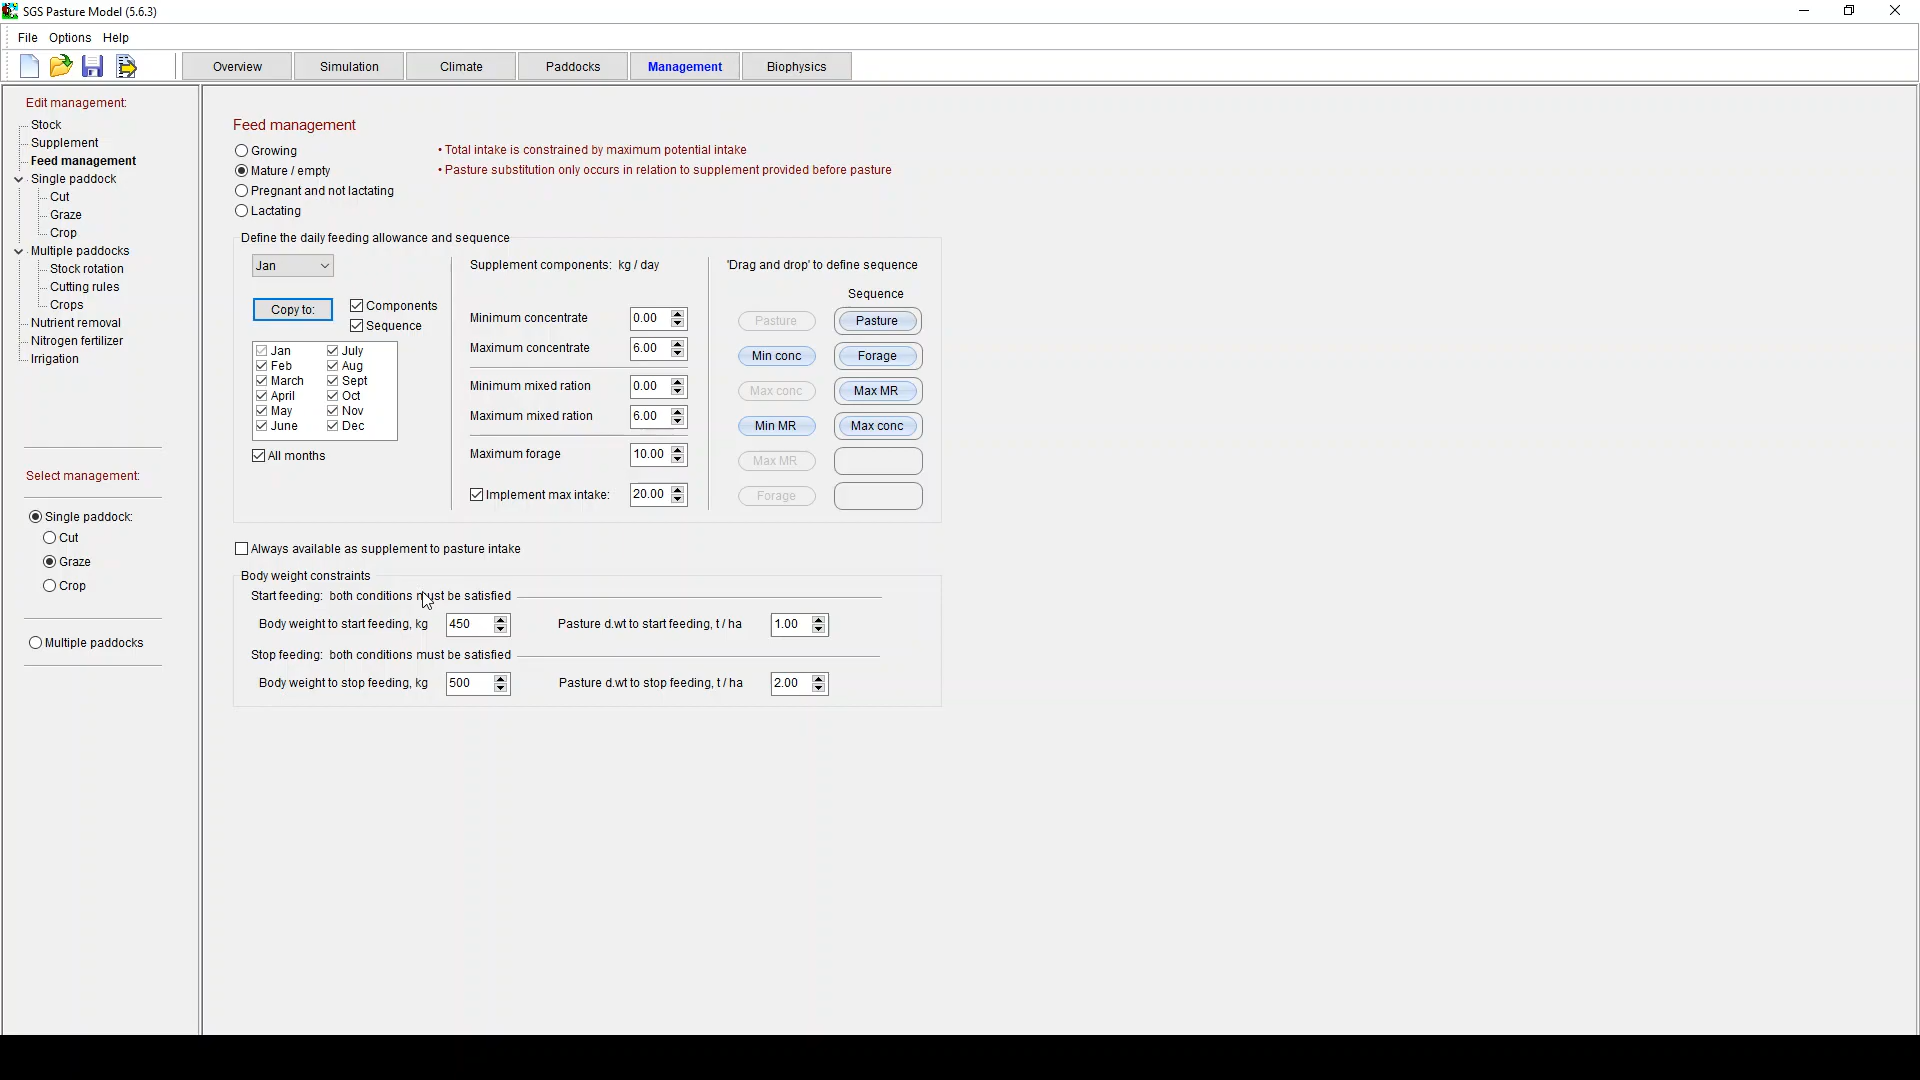 SGS Pasture Model (5.6.3)
File Options Help
Overview Simulation Climate Paddocks Management Biophysics
Edit management:
Stock
Supplement
Feed management
Single paddock
Cut
Graze
Crop
Multiple paddocks
Stock rotation
Cutting rules
Crops
Nutrient removal
Nitrogen fertilizer
Irrigation
Select management:
Single paddock:
Cut
Graze
Crop
Multiple paddocks
Feed management
Growing
Mature / empty
Pregnant and not lactating
Lactating
• Total intake is constrained by maximum potential intake
• Pasture substitution only occurs in relation to supplement provided before pasture
Define the daily feeding allowance and sequence
Jan
Copy to:
Components
Sequence
Jan July
Feb Aug
March Sept
April Oct
May Nov
June Dec
All months
Supplement components: kg / day
Minimum concentrate 0.00
Maximum concentrate 6.00
Minimum mixed ration 0.00
Maximum mixed ration 6.00
Maximum forage 10.00
Implement max intake: 20.00
'Drag and drop' to define sequence
Sequence
Pasture Pasture
Min conc Forage
Max conc Max MR
Min MR Max conc
Max MR
Forage
Always available as supplement to pasture intake
Body weight constraints
Start feeding: both conditions must be satisfied
Body weight to start feeding, kg 450 Pasture d.wt to start feeding, t / ha 1.00
Stop feeding: both conditions must be satisfied
Body weight to stop feeding, kg 500 Pasture d.wt to stop feeding, t / ha 2.00